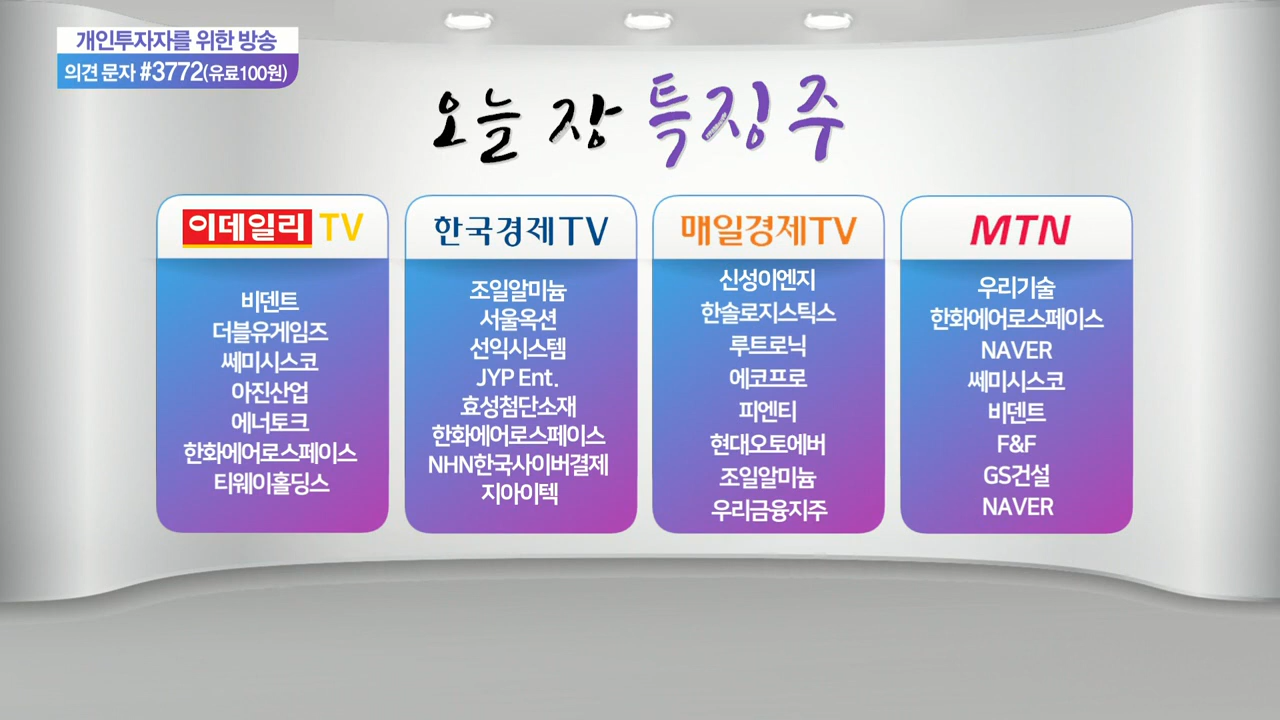 개인투자자를 위한 방송
의견 문자 #3772(유료100원)
오늘 장 특징주
이데일리 TV
비덴트
더블유게임즈
쎄미시스코
아진산업
에너토크
한화에어로스페이스
티웨이홀딩스
한국경제TV
조일알미늄
서울옥션
선익시스템
JYP Ent.
효성첨단소재
한화에어로스페이스
NHN한국사이버결제
지아이텍
매일경제TV
신성이엔지
한솔로지스틱스
루트로닉
에코프로
피엔티
현대오토에버
조일알미늄
우리금융지주
MTN
우리기술
한화에어로스페이스
NAVER
쎄미시스코
비덴트
F&F
GS건설
NAVER